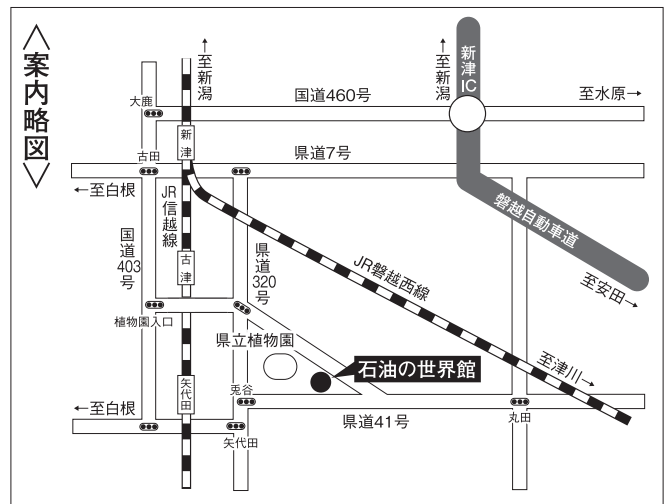 〈案内略図〉
↑至新潟
↑至新潟
新津IC
大鹿
国道460号
至水原→
新津
古田
県道7号
←至白根
JR信越線
磐越自動車道
国道403号
古津
県道320号
JR磐越西線
至安田→
植物園入口
県立植物園
石油の世界館
至津川→
矢代田
兎谷
←至白根
県道41号
丸田
矢代田